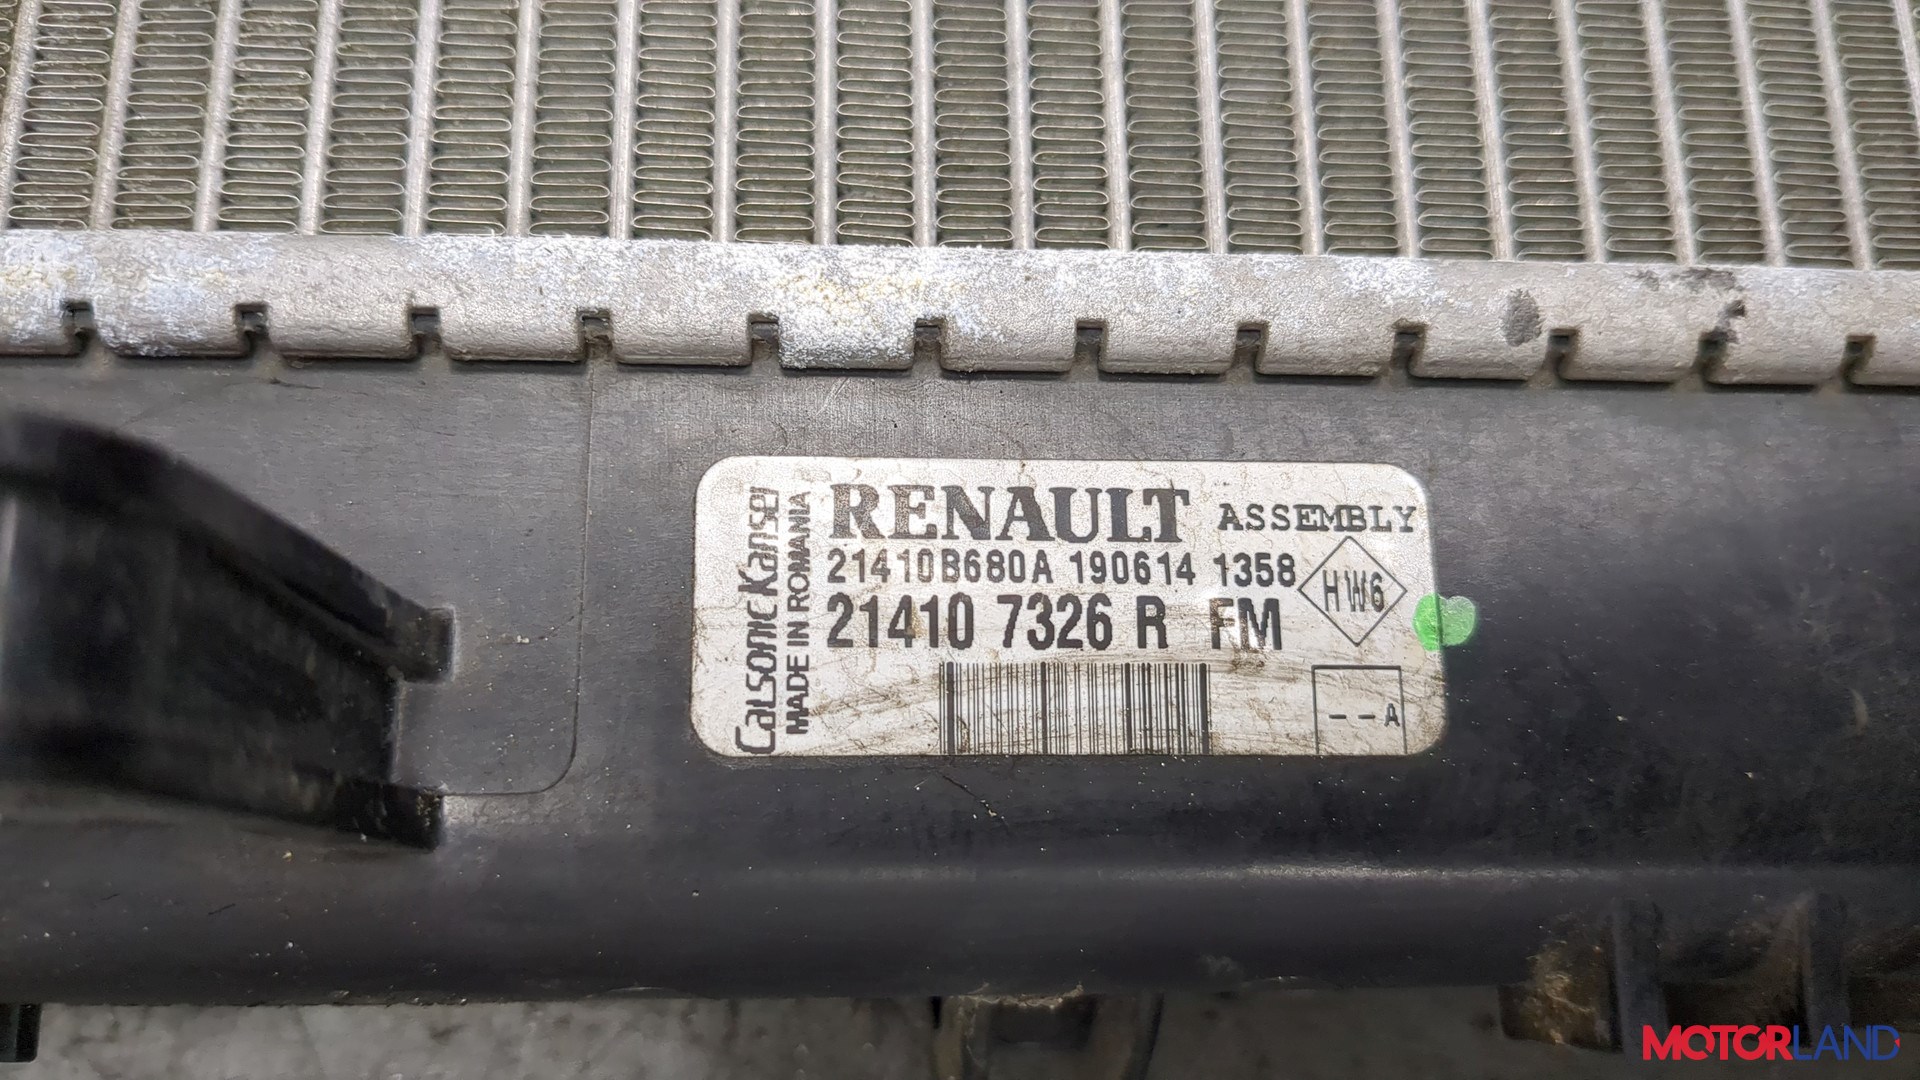 CalsonicKansei
MADE IN ROMANIA
RENAULT ASSEMBLY
21410B680A 190614 1358
HW6
21410 7326 R FM
--A
MOTORLAND